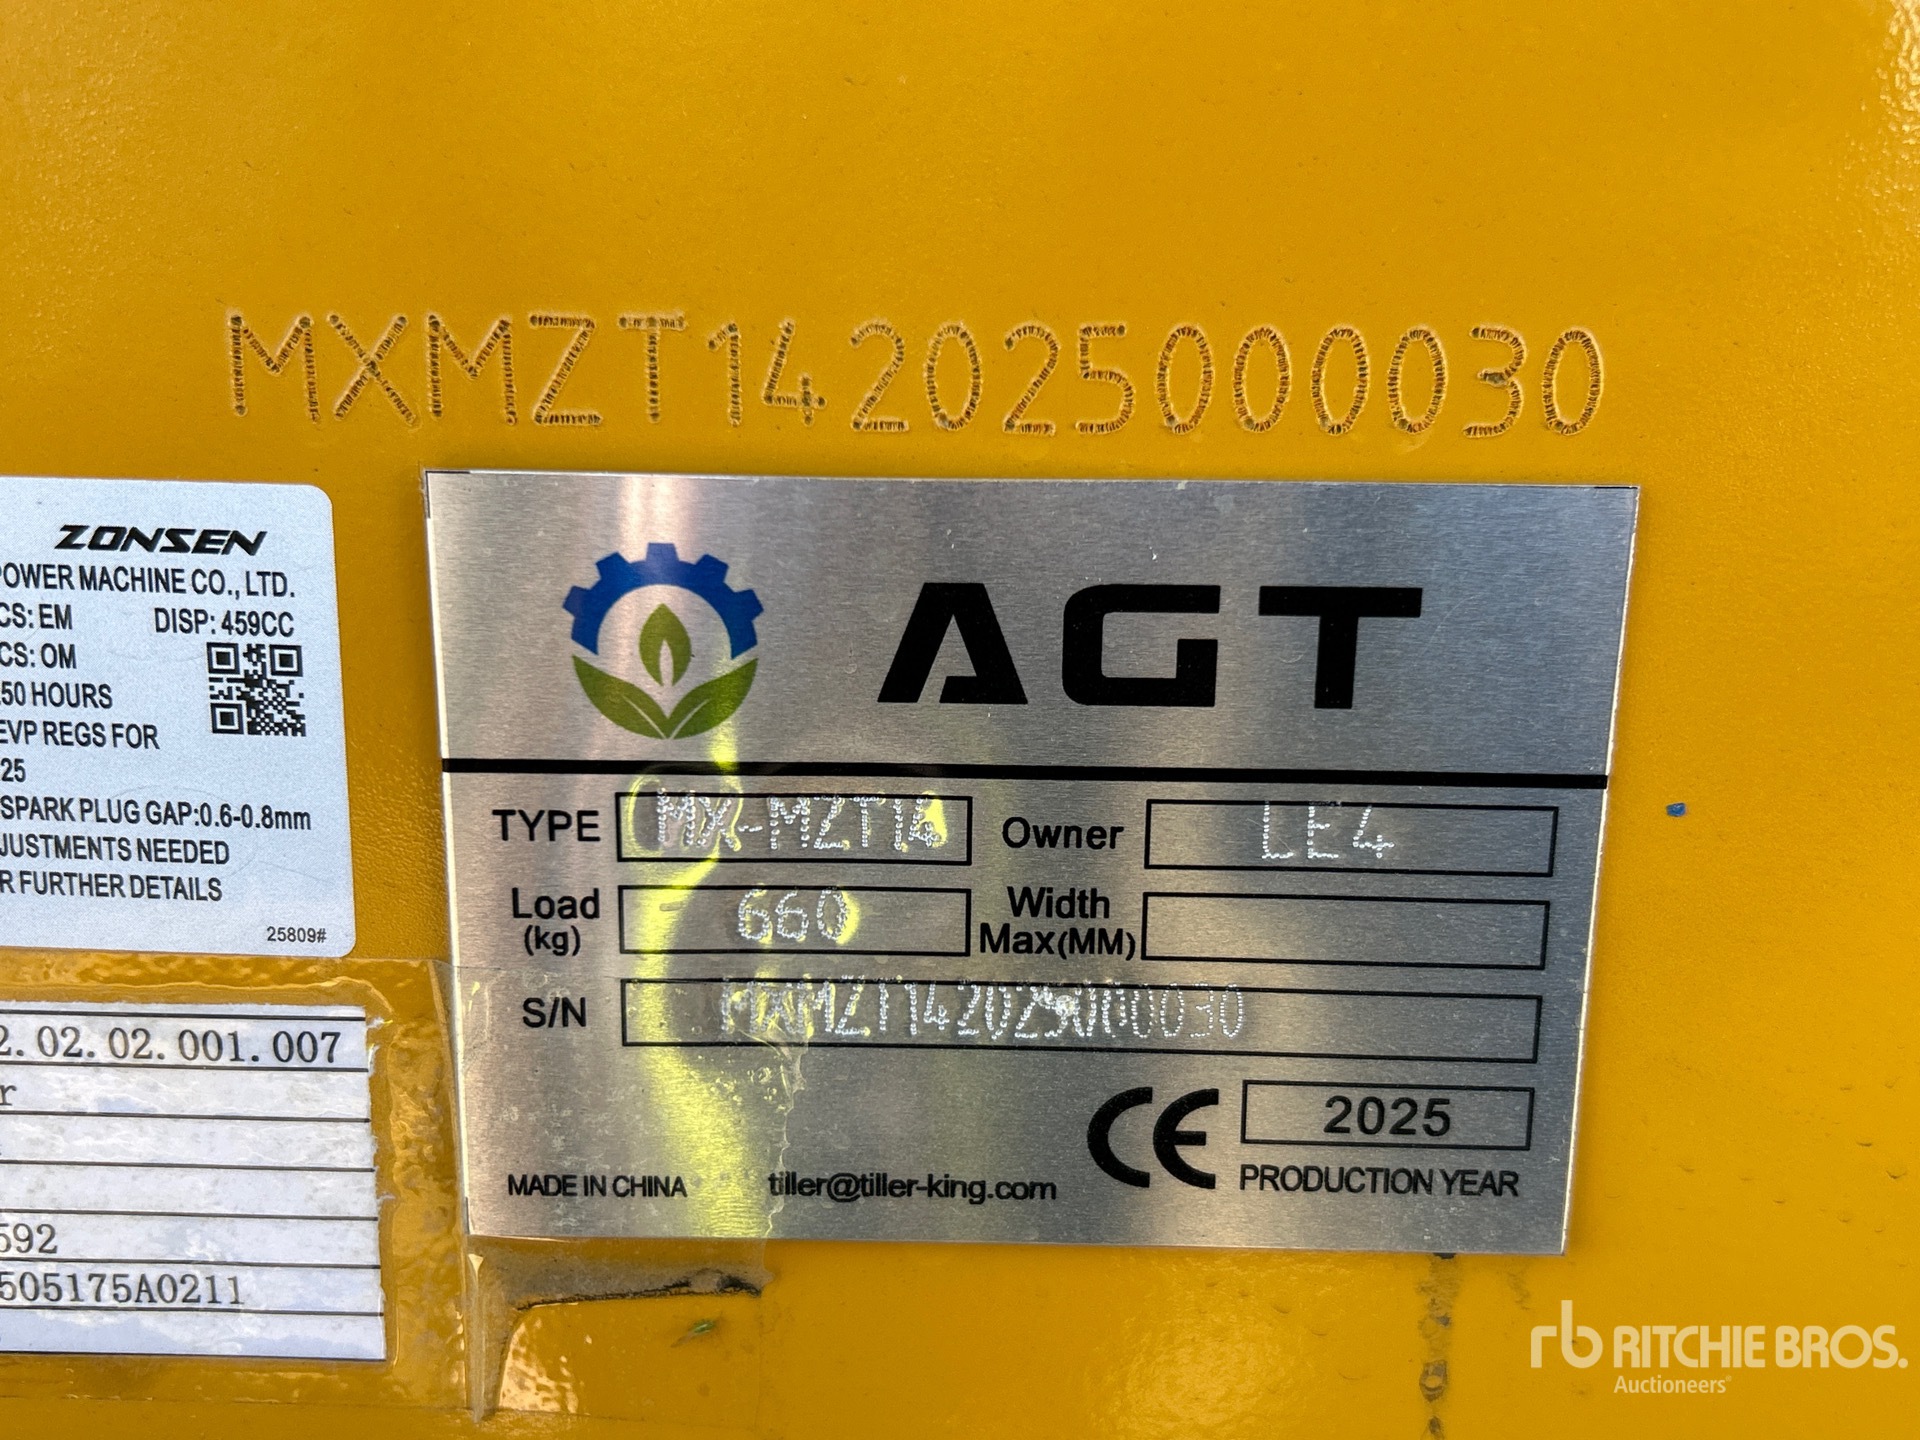 MXMZT142025000030
ZONSEN
POWER MACHINE CO., LTD.
CS: EM DISP: 459CC
CS: OM
50 HOURS
EVP REGS FOR
25
SPARK PLUG GAP:0.6-0.8mm
JUSTMENTS NEEDED
R FURTHER DETAILS
25809#
2.02.02.001.007
r
592
505175A0211
AGT
TYPE MX-MZT14 Owner LE4
Load (kg) 660 Width Max(MM)
S/N MXMZT142025000030
CE 2025
MADE IN CHINA tiller@tiller-king.com PRODUCTION YEAR
rb RITCHIE BROS.
Auctioneers